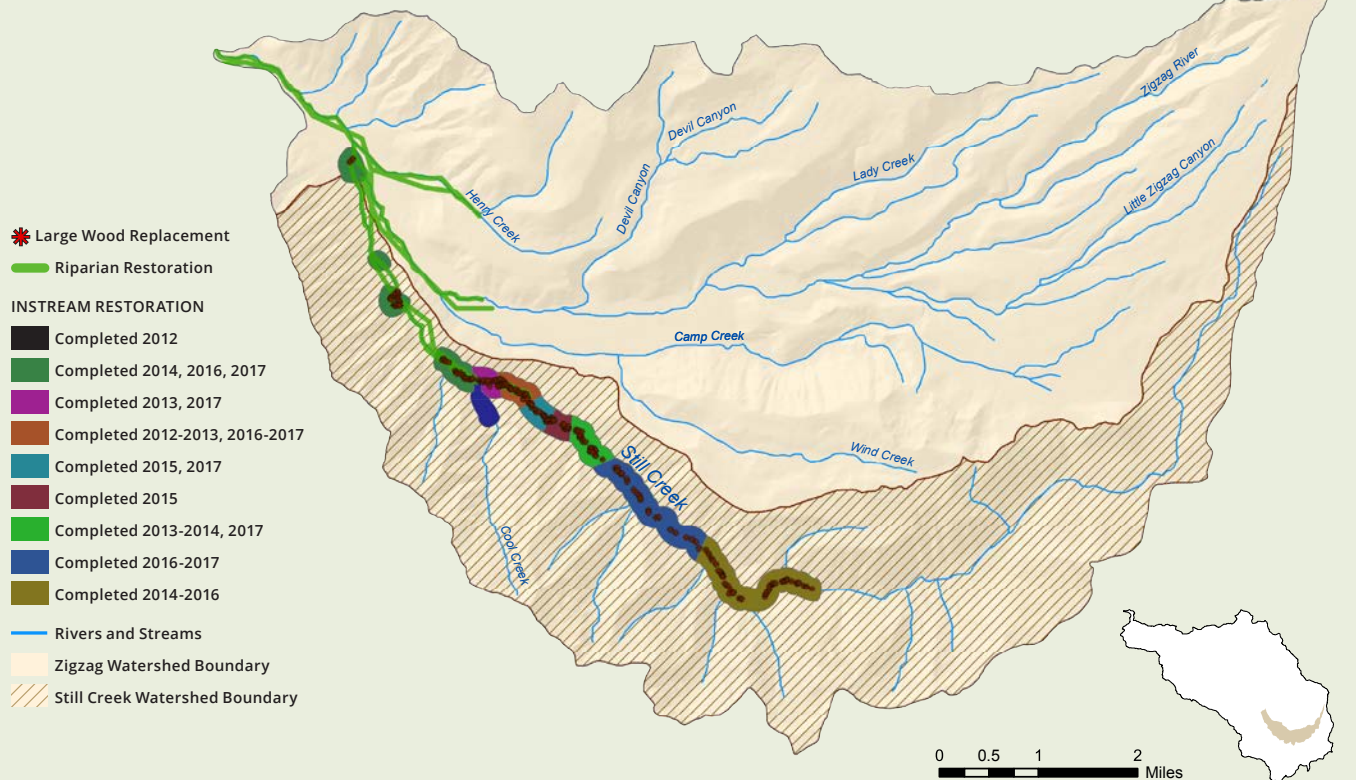 Large Wood Replacement
Riparian Restoration
INSTREAM RESTORATION
Completed 2012
Completed 2014, 2016, 2017
Completed 2013, 2017
Completed 2012-2013, 2016-2017
Completed 2015, 2017
Completed 2015
Completed 2013-2014, 2017
Completed 2016-2017
Completed 2014-2016
Rivers and Streams
Zigzag Watershed Boundary
Still Creek Watershed Boundary
Henry Creek
Devil Canyon
Devil Canyon
Lady Creek
Zigzag River
Little Zigzag Canyon
Camp Creek
Wind Creek
Still Creek
Cool Creek
0 0.5 1 2
Miles